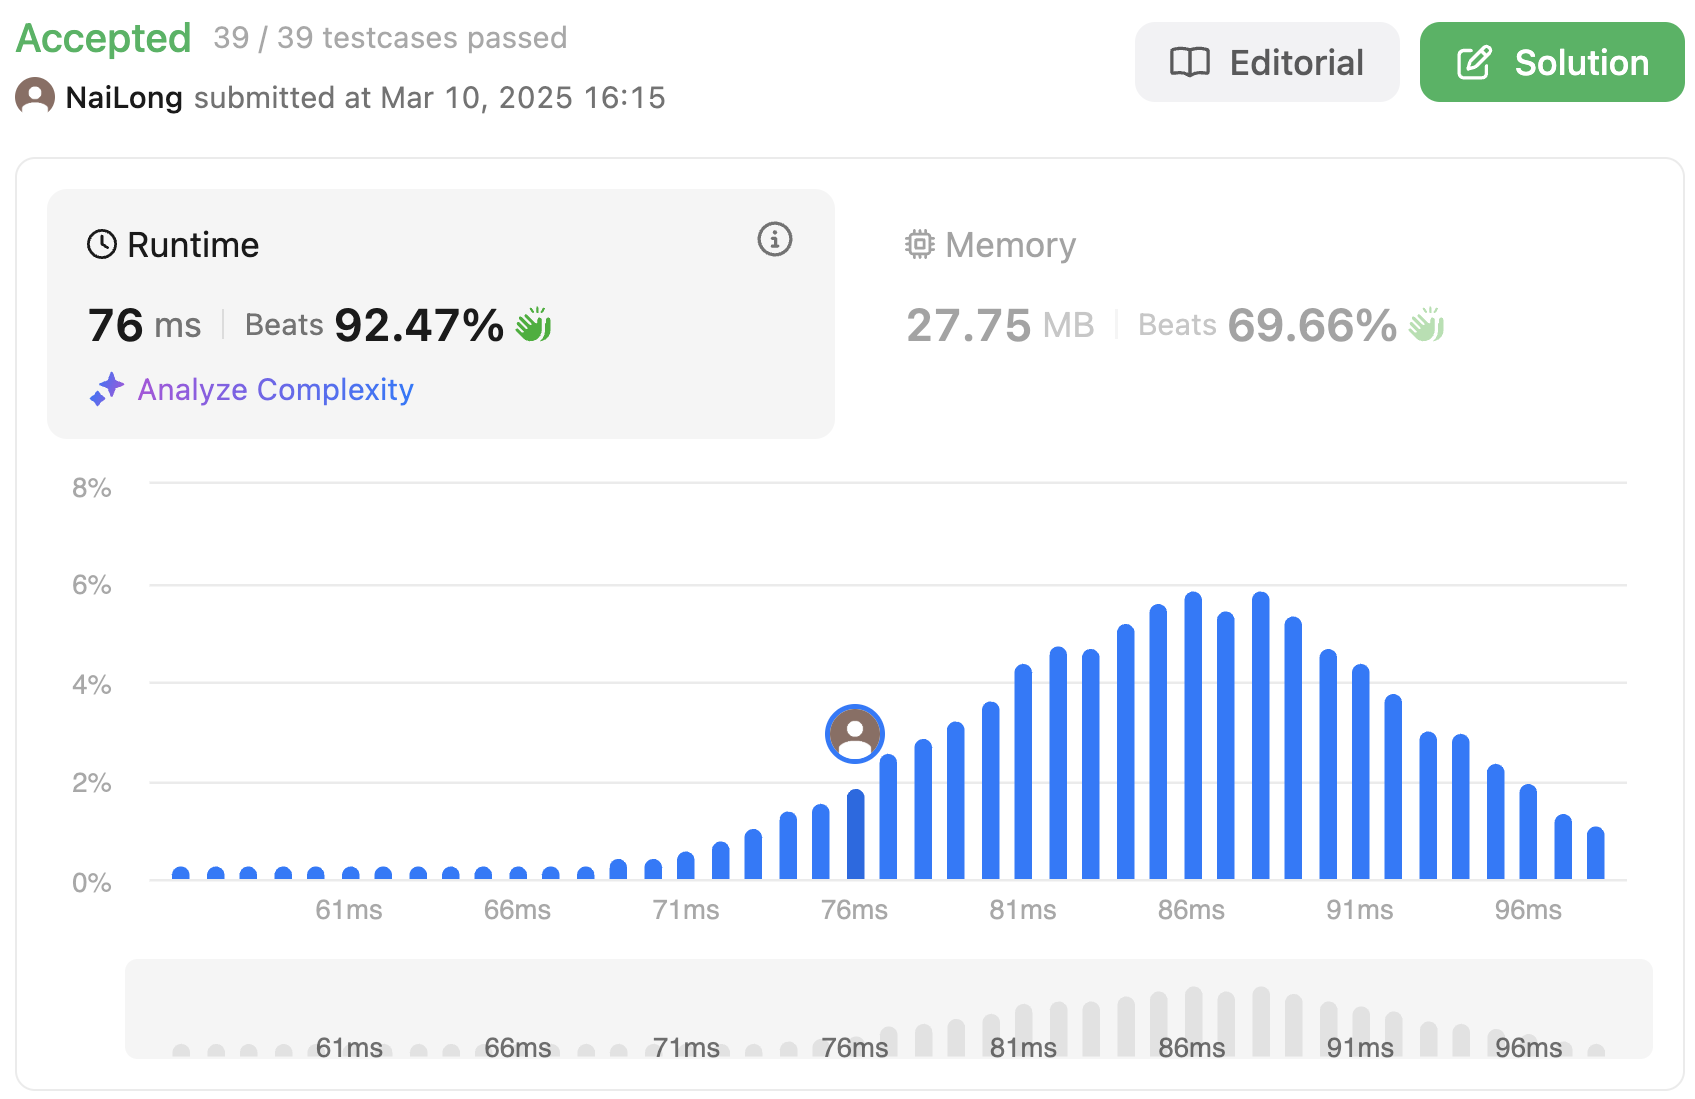 Accepted 39 / 39 testcases passed
NaiLong submitted at Mar 10, 2025 16:15
Editorial
Solution
Runtime
76 ms Beats 92.47%
Analyze Complexity
Memory
27.75 MB Beats 69.66%
8%
6%
4%
2%
0%
61ms 66ms 71ms 76ms 81ms 86ms 91ms 96ms
61ms 66ms 71ms 76ms 81ms 86ms 91ms 96ms